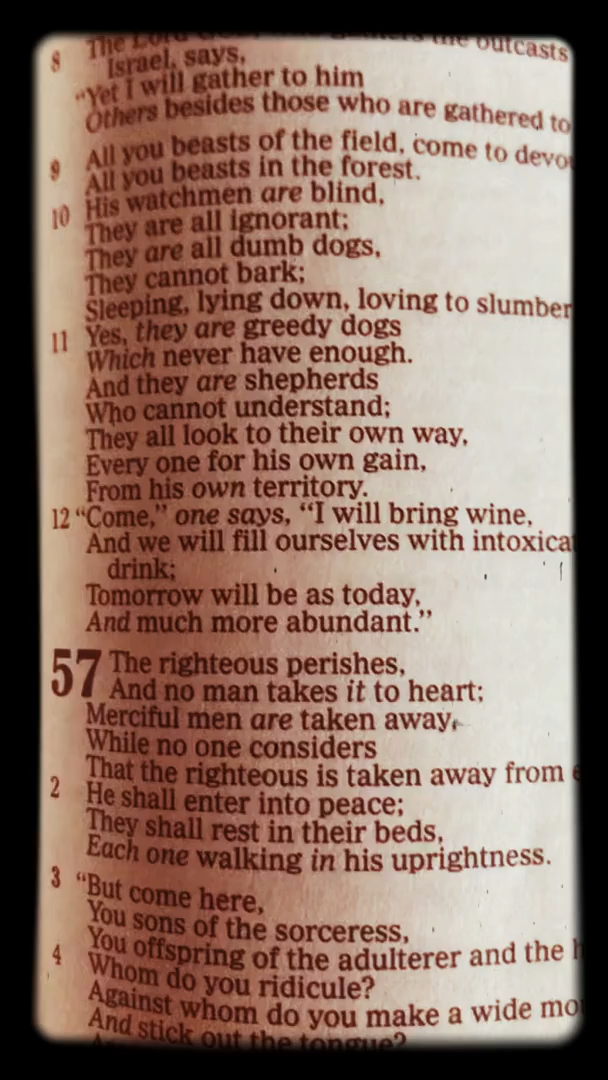 8 The Lord the outcasts
Israel, says,
“Yet I will gather to him
Others besides those who are gathered to
9 All you beasts of the field, come to devo
All you beasts in the forest.
10 His watchmen are blind,
They are all ignorant;
They are all dumb dogs,
They cannot bark;
Sleeping, lying down, loving to slumber
11 Yes, they are greedy dogs
Which never have enough.
And they are shepherds
Who cannot understand;
They all look to their own way,
Every one for his own gain,
From his own territory.
12 “Come,” one says, “I will bring wine,
And we will fill ourselves with intoxica
drink;
Tomorrow will be as today,
And much more abundant.”
57 The righteous perishes,
And no man takes it to heart;
Merciful men are taken away,
While no one considers
That the righteous is taken away from
2 He shall enter into peace;
They shall rest in their beds,
Each one walking in his uprightness.
3 “But come here,
You sons of the sorceress,
You offspring of the adulterer and the h
4 Whom do you ridicule?
Against whom do you make a wide mo
And stick out the tongue?